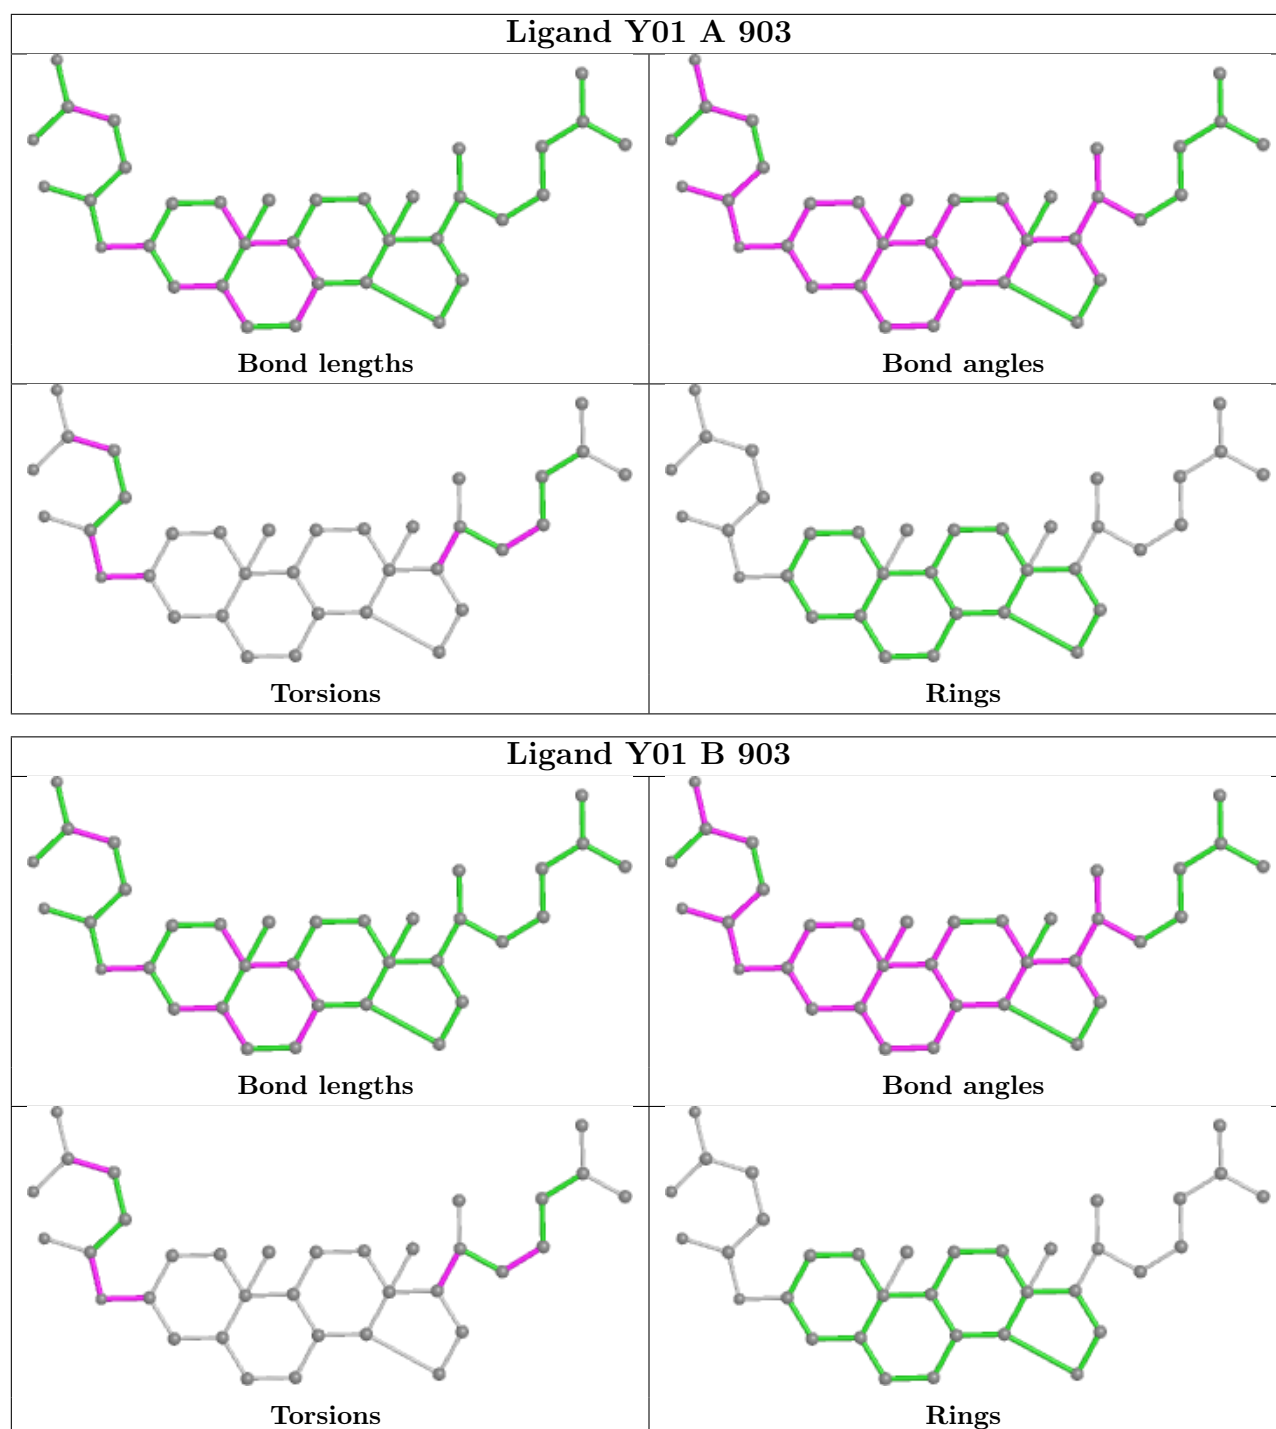 Ligand Y01 A 903
Bond lengths
Bond angles
Torsions
Rings
Ligand Y01 B 903
Bond lengths
Bond angles
Torsions
Rings